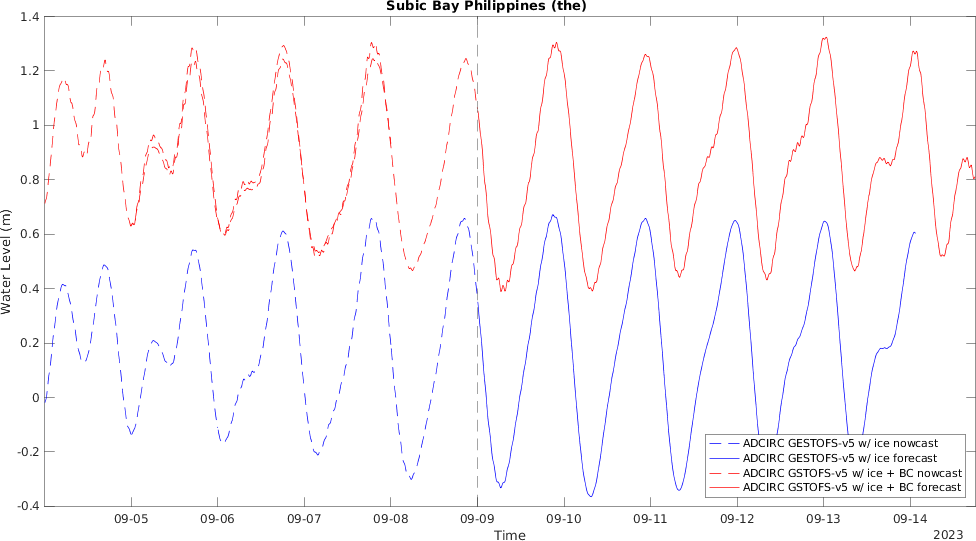 Subic Bay Philippines (the)
1.4
1.2
1
0.8
0.6
0.4
0.2
0
-0.2
-0.4
Water Level (m)
ADCIRC GESTOFS-v5 w/ ice nowcast
ADCIRC GESTOFS-v5 w/ ice forecast
ADCIRC GSTOFS-v5 w/ ice + BC nowcast
ADCIRC GSTOFS-v5 w/ ice + BC forecast
09-05 09-06 09-07 09-08 09-09 09-10 09-11 09-12 09-13 09-14
Time
2023